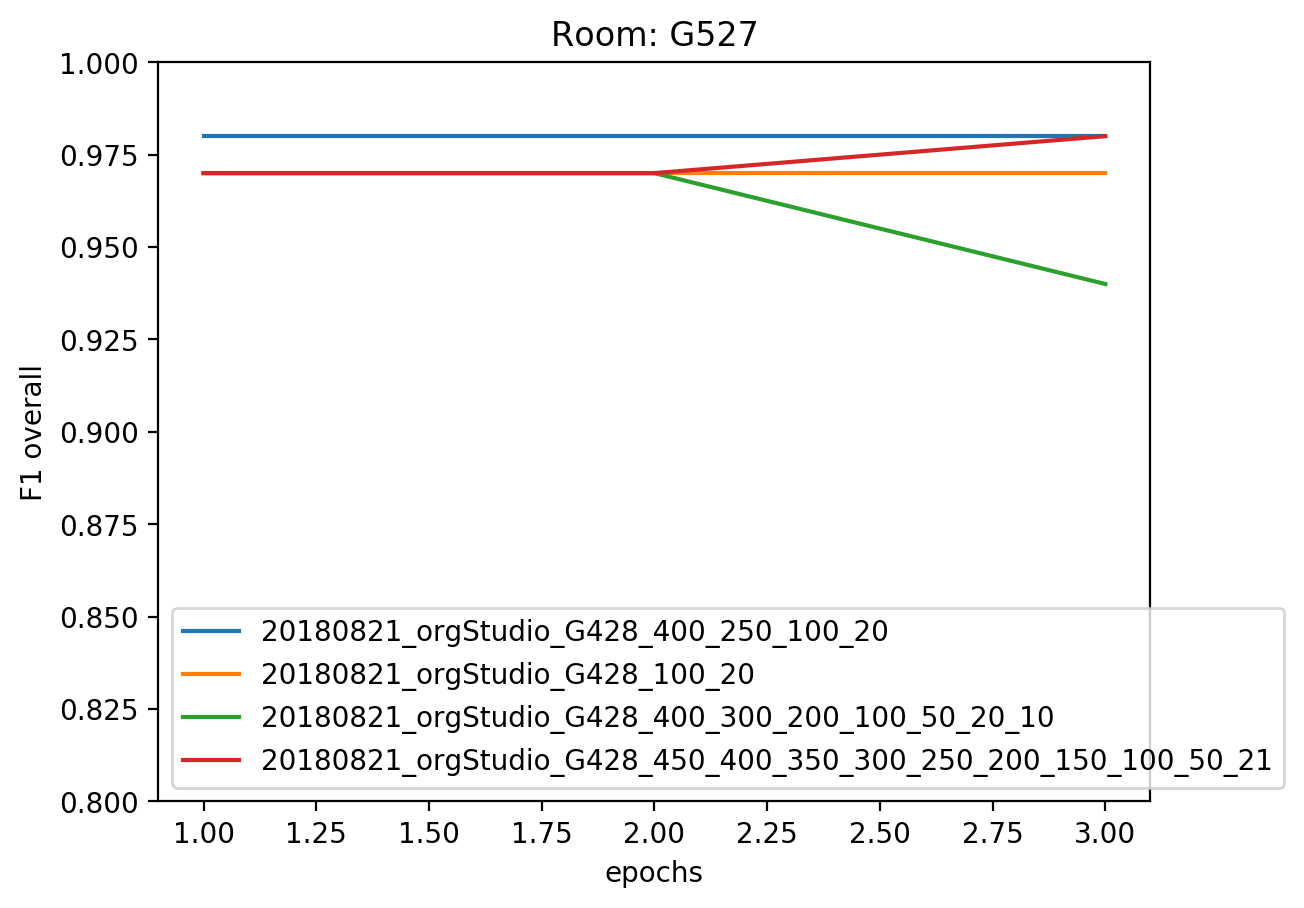 Room: G527
1.000
0.975
0.950
0.925
0.900
0.875
0.850
0.825
0.800
F1 overall
20180821_orgStudio_G428_400_250_100_20
20180821_orgStudio_G428_100_20
20180821_orgStudio_G428_400_300_200_100_50_20_10
20180821_orgStudio_G428_450_400_350_300_250_200_150_100_50_21
1.00 1.25 1.50 1.75 2.00 2.25 2.50 2.75 3.00
epochs